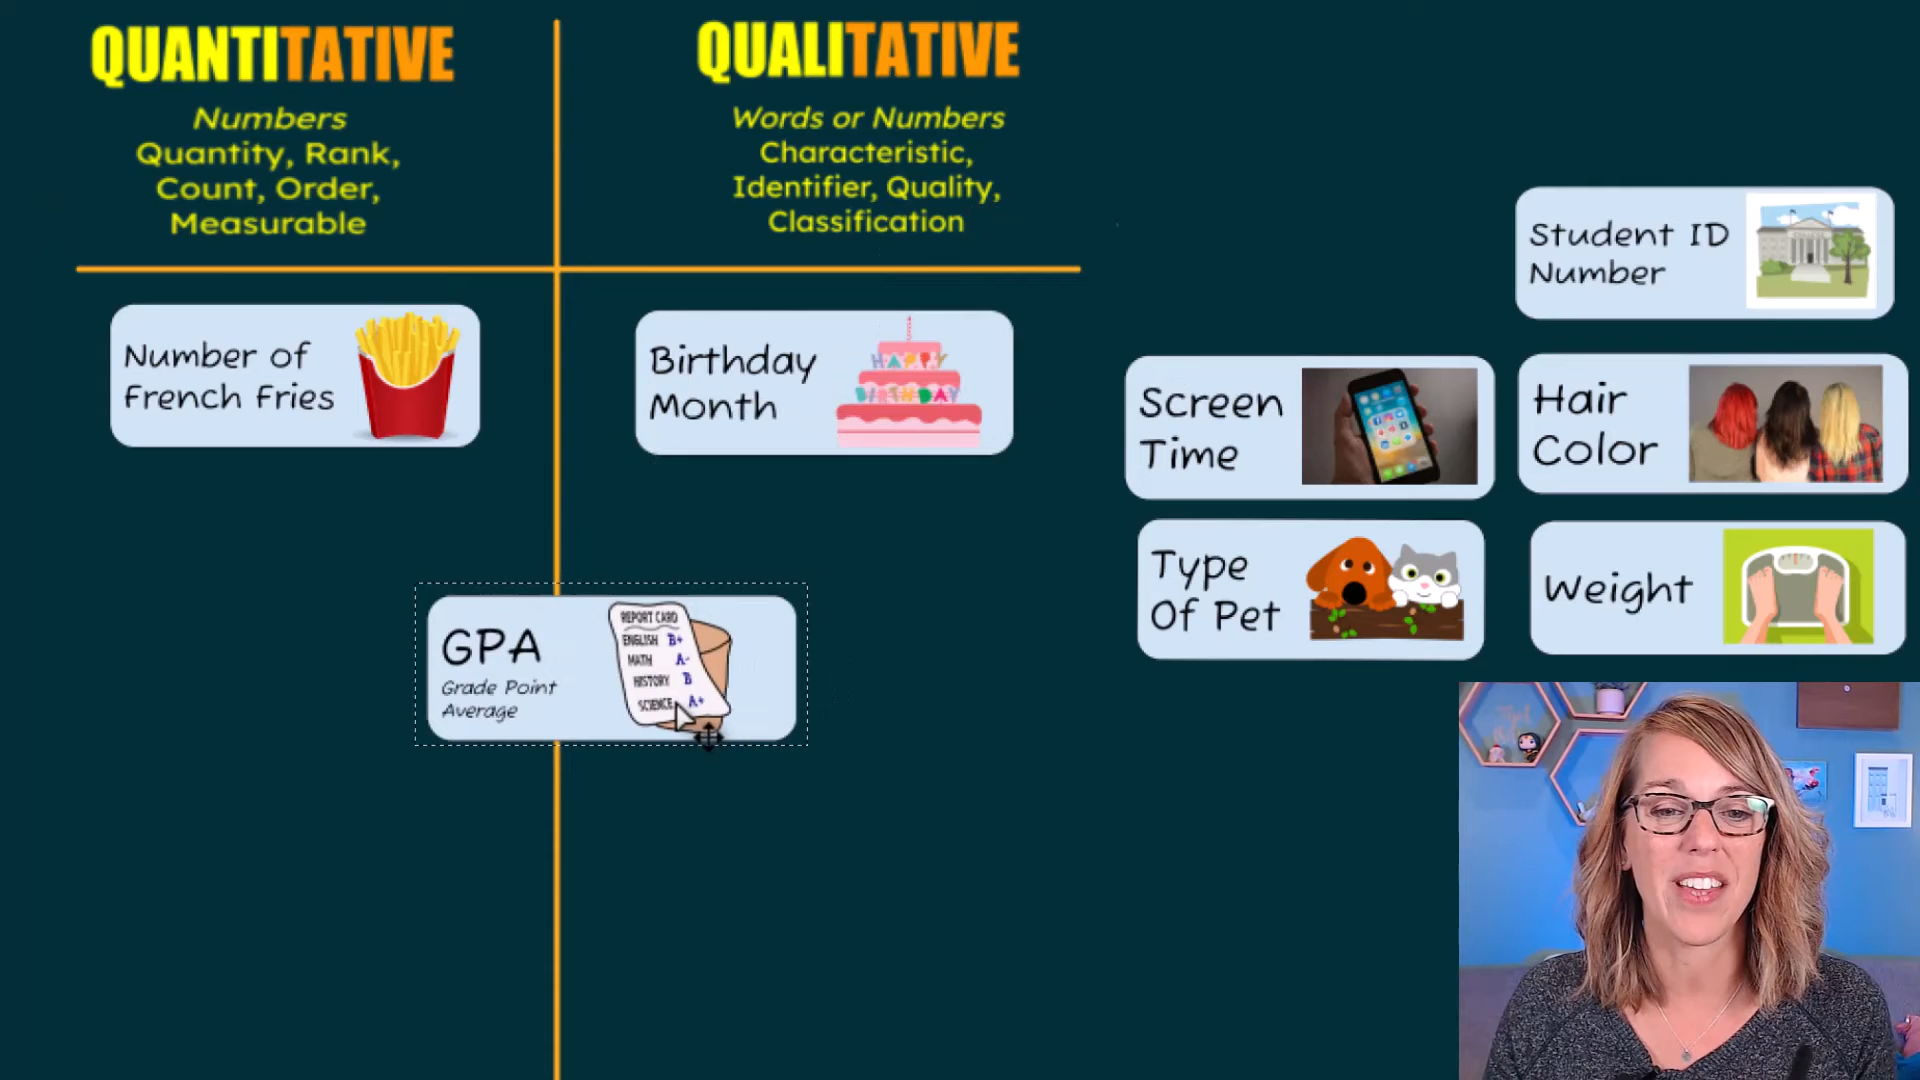 QUANTITATIVE
Numbers
Quantity, Rank,
Count, Order,
Measurable
QUALITATIVE
Words or Numbers
Characteristic,
Identifier, Quality,
Classification
Number of
French Fries
Birthday
Month
HAPPY
BIRTHDAY
GPA
Grade Point
Average
REPORT CARD
ENGLISH B+
MATH A-
HISTORY B
SCIENCE A+
Student ID
Number
Screen
Time
Hair
Color
Type
Of Pet
Weight